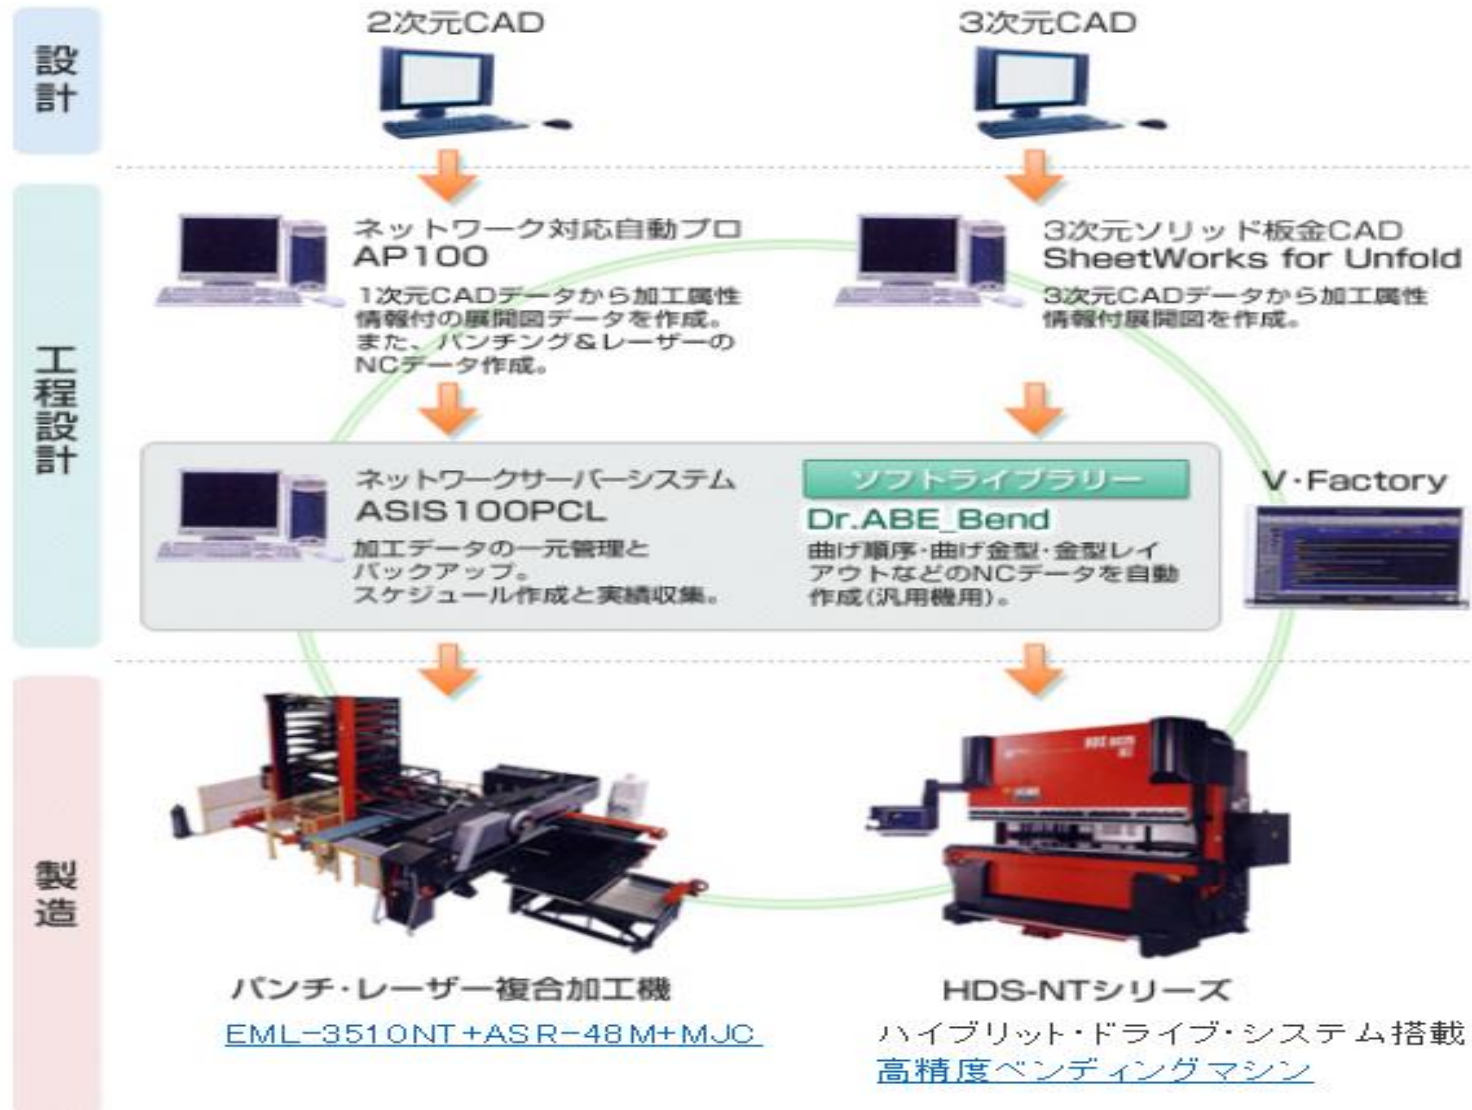 設計
2次元CAD
3次元CAD
工程設計
ネットワーク対応自動プロ
AP100
1次元CADデータから加工属性
情報付の展開図データを作成。
また、パンチング&レーザーの
NCデータ作成。
3次元ソリッド板金CAD
SheetWorks for Unfold
3次元CADデータから加工属性
情報付展開図を作成。
ネットワークサーバーシステム
ASIS100PCL
加工データの一元管理と
バックアップ。
スケジュール作成と実績収集。
ソフトライブラリー
Dr.ABE_Bend
曲げ順序・曲げ金型・金型レイ
アウトなどのNCデータを自動
作成(汎用機用)。
V・Factory
製造
パンチ・レーザー複合加工機
EML-3510NT+ASR-48M+MJC
HDS-NTシリーズ
ハイブリット・ドライブ・システム搭載
高精度ベンディングマシン